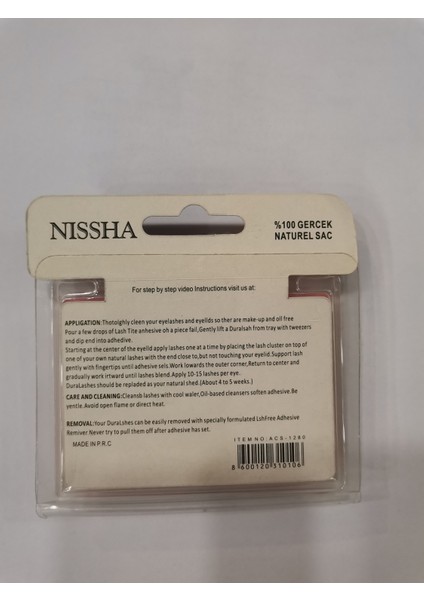 NISSHA
%100 GERCEK
NATUREL SAC
For step by step video Instructions visit us at:
APPLIGATION: Thotolghly clean your eyelashes and eyellds so ther are make-up and oll free
Pour a few drops of Lash Tite anhesive oh a piece fail,Gently lift a Duralsah from tray with tweezers
and dip end into adhedive.
Starting at the center of the eyelid apply lashes one at a time by placing the lash cluster on top of
one of your own natural lashes with the end close to,but not touching your eyelid.Support lash
gently with fingertips until adhesive sels.Work lowards the outer corner,Return to center and
gradually work irtward until lashes blend.Apply 10-15 lashes per eye.
DuraLashes should be repladed as your natural shed.(About 4 to 5 weeks.)
CARE AND CLEANING:Cleansb lashes with cool waler,Oil-based cleansers soften adhesive.Be
gentle.Avoid open flame or direct heat.
REMOVAL:Your DuraLshes can be easily removed with specially formulated LshFree Adhesive
Remiver Never try to pull them off after adhesive has set.
MADE IN P.R,C
ITEM NO: ACS-1280
8 600120 310106